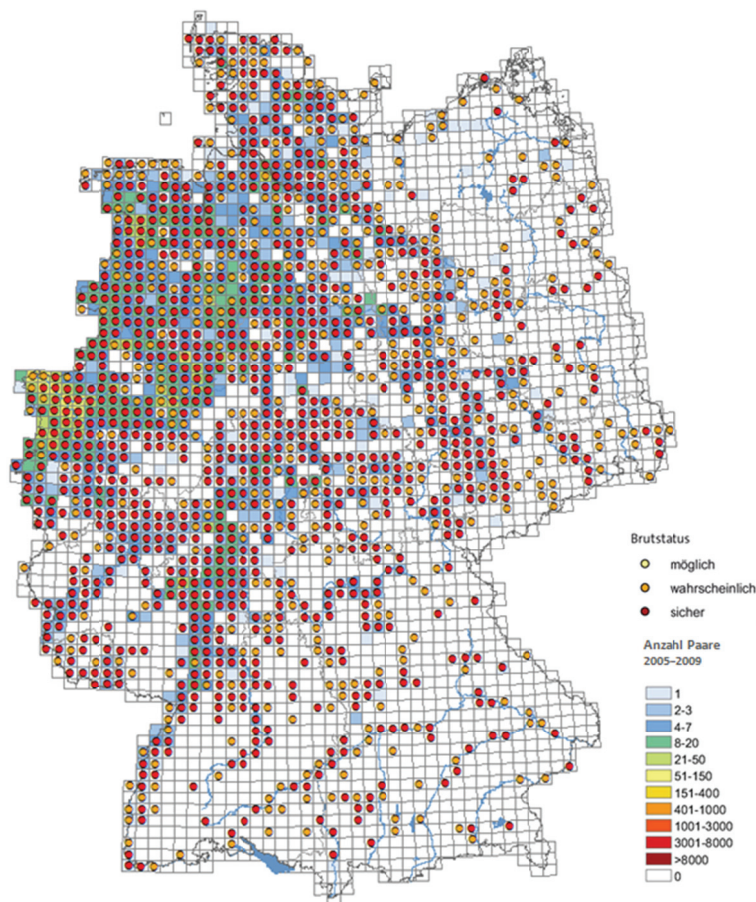 Brutstatus
möglich
wahrscheinlich
sicher
Anzahl Paare
2005–2009
1
2-3
4-7
8-20
21-50
51-150
151-400
401-1000
1001-3000
3001-8000
>8000
0